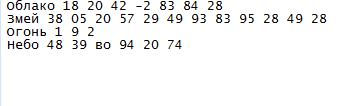 Облако 18 20 42 -2 83 84 28
Змей 38 05 20 57 29 49 93 83 95 28 49 28
Огонь 1 9 2
Небо 48 39 во 94 20 74